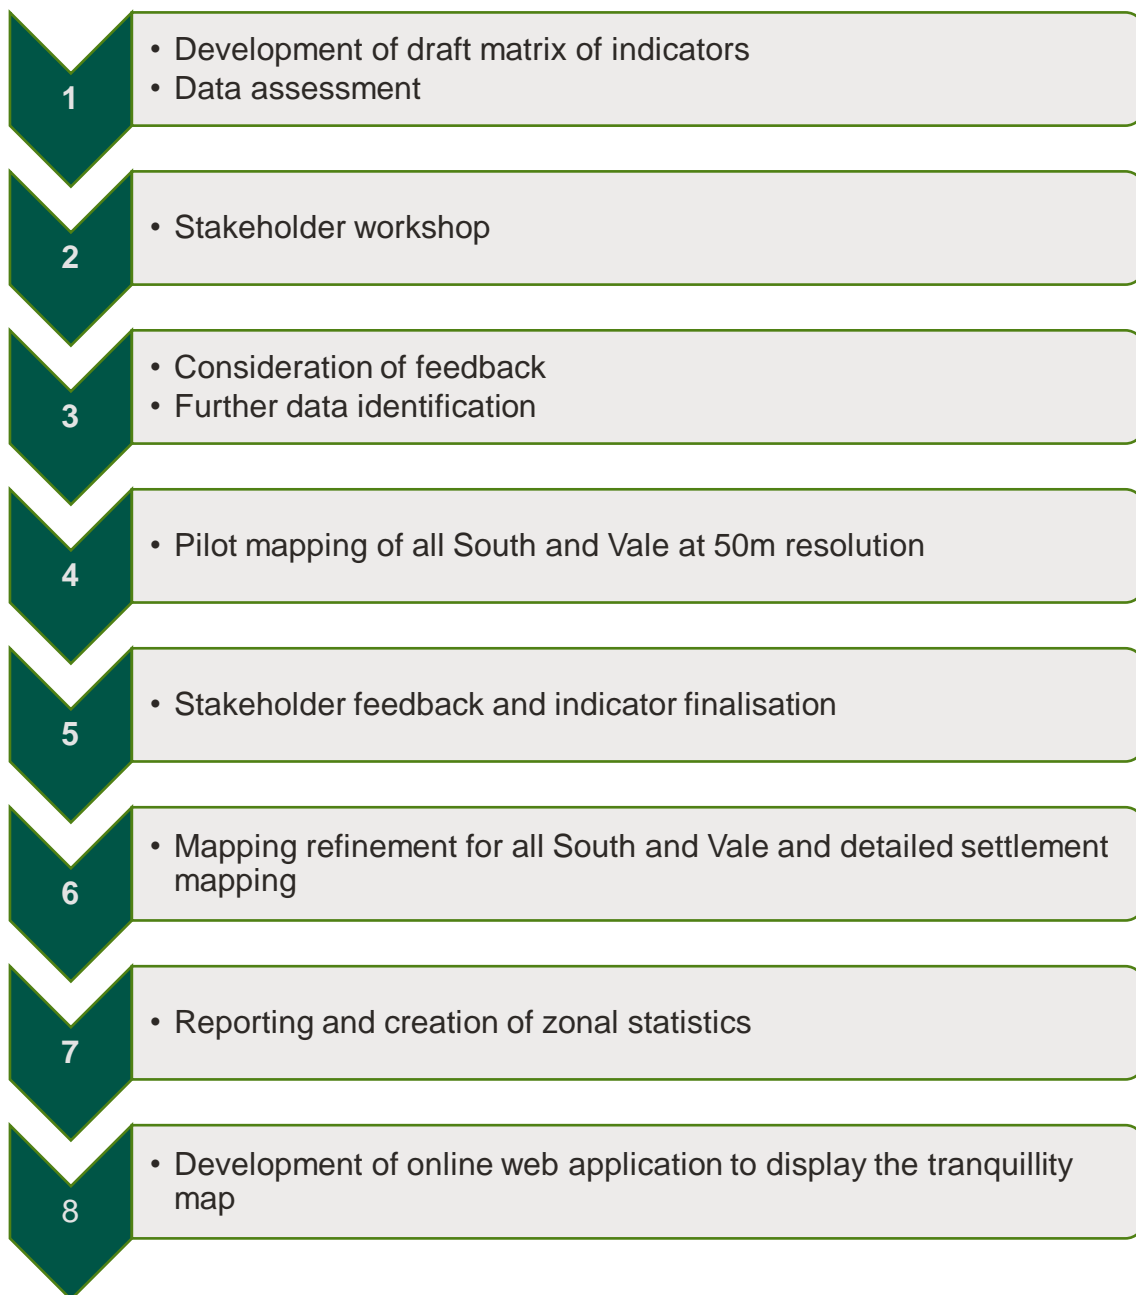 1
• Development of draft matrix of indicators
• Data assessment
2
• Stakeholder workshop
3
• Consideration of feedback
• Further data identification
4
• Pilot mapping of all South and Vale at 50m resolution
5
• Stakeholder feedback and indicator finalisation
6
• Mapping refinement for all South and Vale and detailed settlement
mapping
7
• Reporting and creation of zonal statistics
8
• Development of online web application to display the tranquillity
map